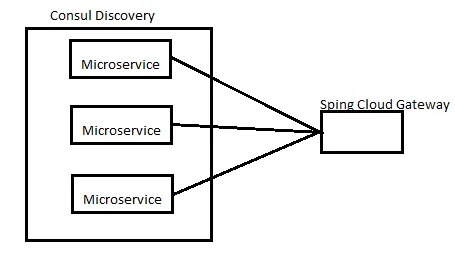 Consul Discovery
Microservice
Sping Cloud Gateway
Microservice
Microservice